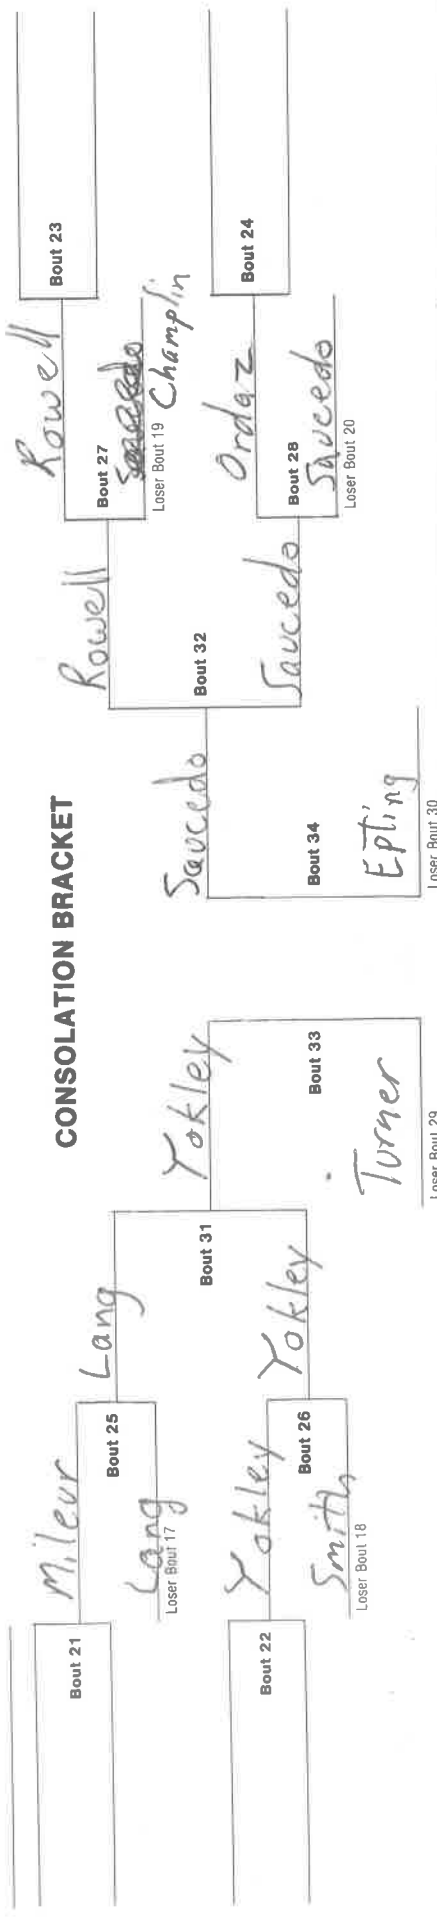 CONSOLATION BRACKET
Bout 21
Mileur
Bout 25
Lang
Loser Bout 17
Lang
Bout 22
Yokley
Bout 26
Smith
Loser Bout 18
Yokley
Bout 31
Yokley
Bout 33
Turner
Loser Bout 29
Bout 23
Rowell
Bout 27
Saucedo
Champlin
Loser Bout 19
Rowell
Bout 24
Ordaz
Bout 28
Saucedo
Loser Bout 20
Saucedo
Bout 32
Saucedo
Bout 34
Epting
Loser Bout 30